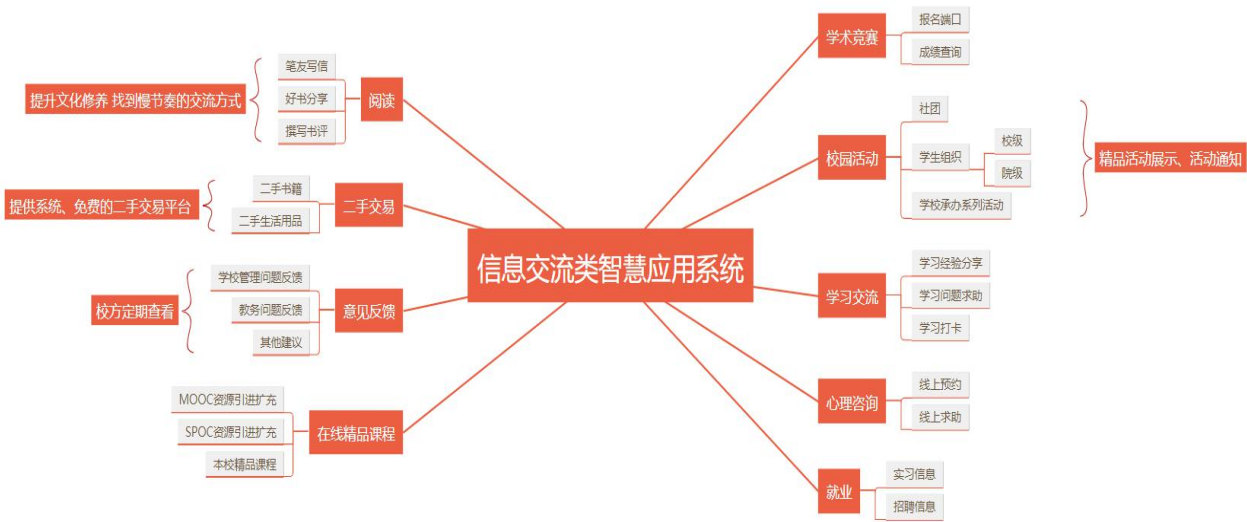 信息交流类智慧应用系统
学术竞赛
报名端口
成绩查询
校园活动
社团
学生组织
校级
院级
学校承办系列活动
精品活动展示、活动通知
学习交流
学习经验分享
学习问题求助
学习打卡
心理咨询
线上预约
线上求助
就业
实习信息
招聘信息
阅读
笔友写信
好书分享
撰写书评
提升文化修养 找到慢节奏的交流方式
二手交易
二手书籍
二手生活用品
提供系统、免费的二手交易平台
意见反馈
学校管理问题反馈
教务问题反馈
其他建议
校方定期查看
在线精品课程
MOOC资源引进扩充
SPOC资源引进扩充
本校精品课程